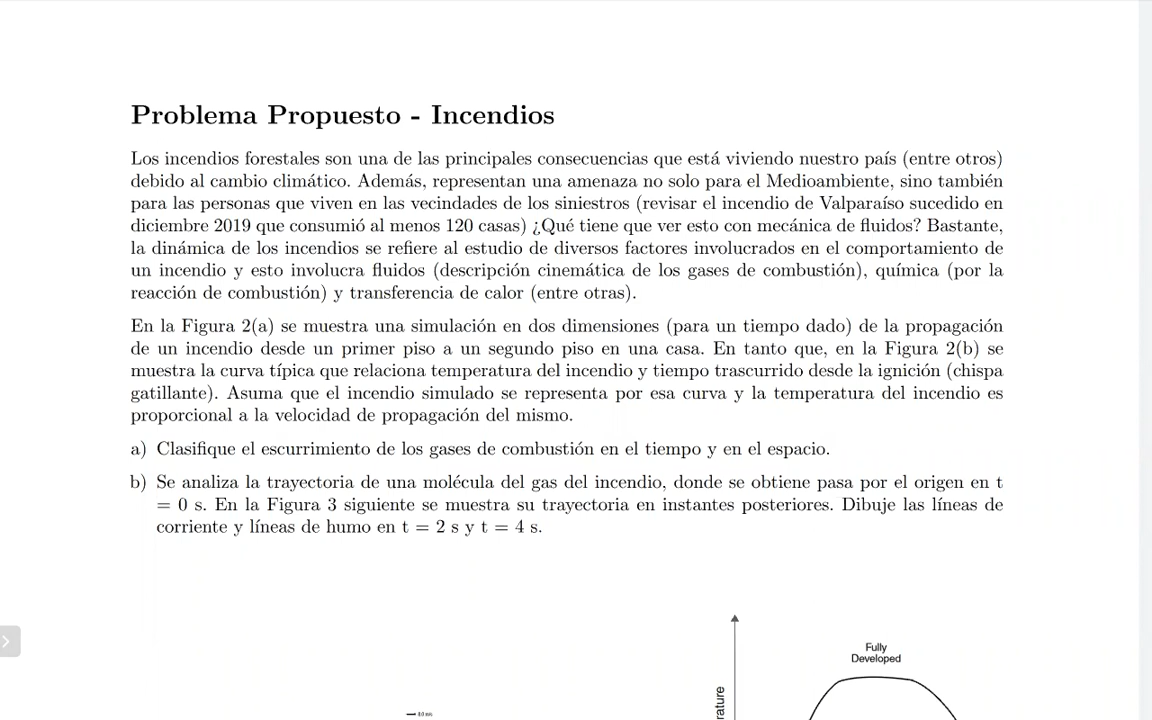 Problema Propuesto - Incendios
Los incendios forestales son una de las principales consecuencias que está viviendo nuestro país (entre otros)
debido al cambio climático. Además, representan una amenaza no solo para el Medioambiente, sino también
para las personas que viven en las vecindades de los siniestros (revisar el incendio de Valparaíso sucedido en
diciembre 2019 que consumió al menos 120 casas) ¿Qué tiene que ver esto con mecánica de fluidos? Bastante,
la dinámica de los incendios se refiere al estudio de diversos factores involucrados en el comportamiento de
un incendio y esto involucra fluidos (descripción cinemática de los gases de combustión), química (por la
reacción de combustión) y transferencia de calor (entre otras).
En la Figura 2(a) se muestra una simulación en dos dimensiones (para un tiempo dado) de la propagación
de un incendio desde un primer piso a un segundo piso en una casa. En tanto que, en la Figura 2(b) se
muestra la curva típica que relaciona temperatura del incendio y tiempo trascurrido desde la ignición (chispa
gatillante). Asuma que el incendio simulado se representa por esa curva y la temperatura del incendio es
proporcional a la velocidad de propagación del mismo.
a) Clasifique el escurrimiento de los gases de combustión en el tiempo y en el espacio.
b) Se analiza la trayectoria de una molécula del gas del incendio, donde se obtiene pasa por el origen en t
= 0 s. En la Figura 3 siguiente se muestra su trayectoria en instantes posteriores. Dibuje las líneas de
corriente y líneas de humo en t = 2 s y t = 4 s.
Fully
Developed
rature